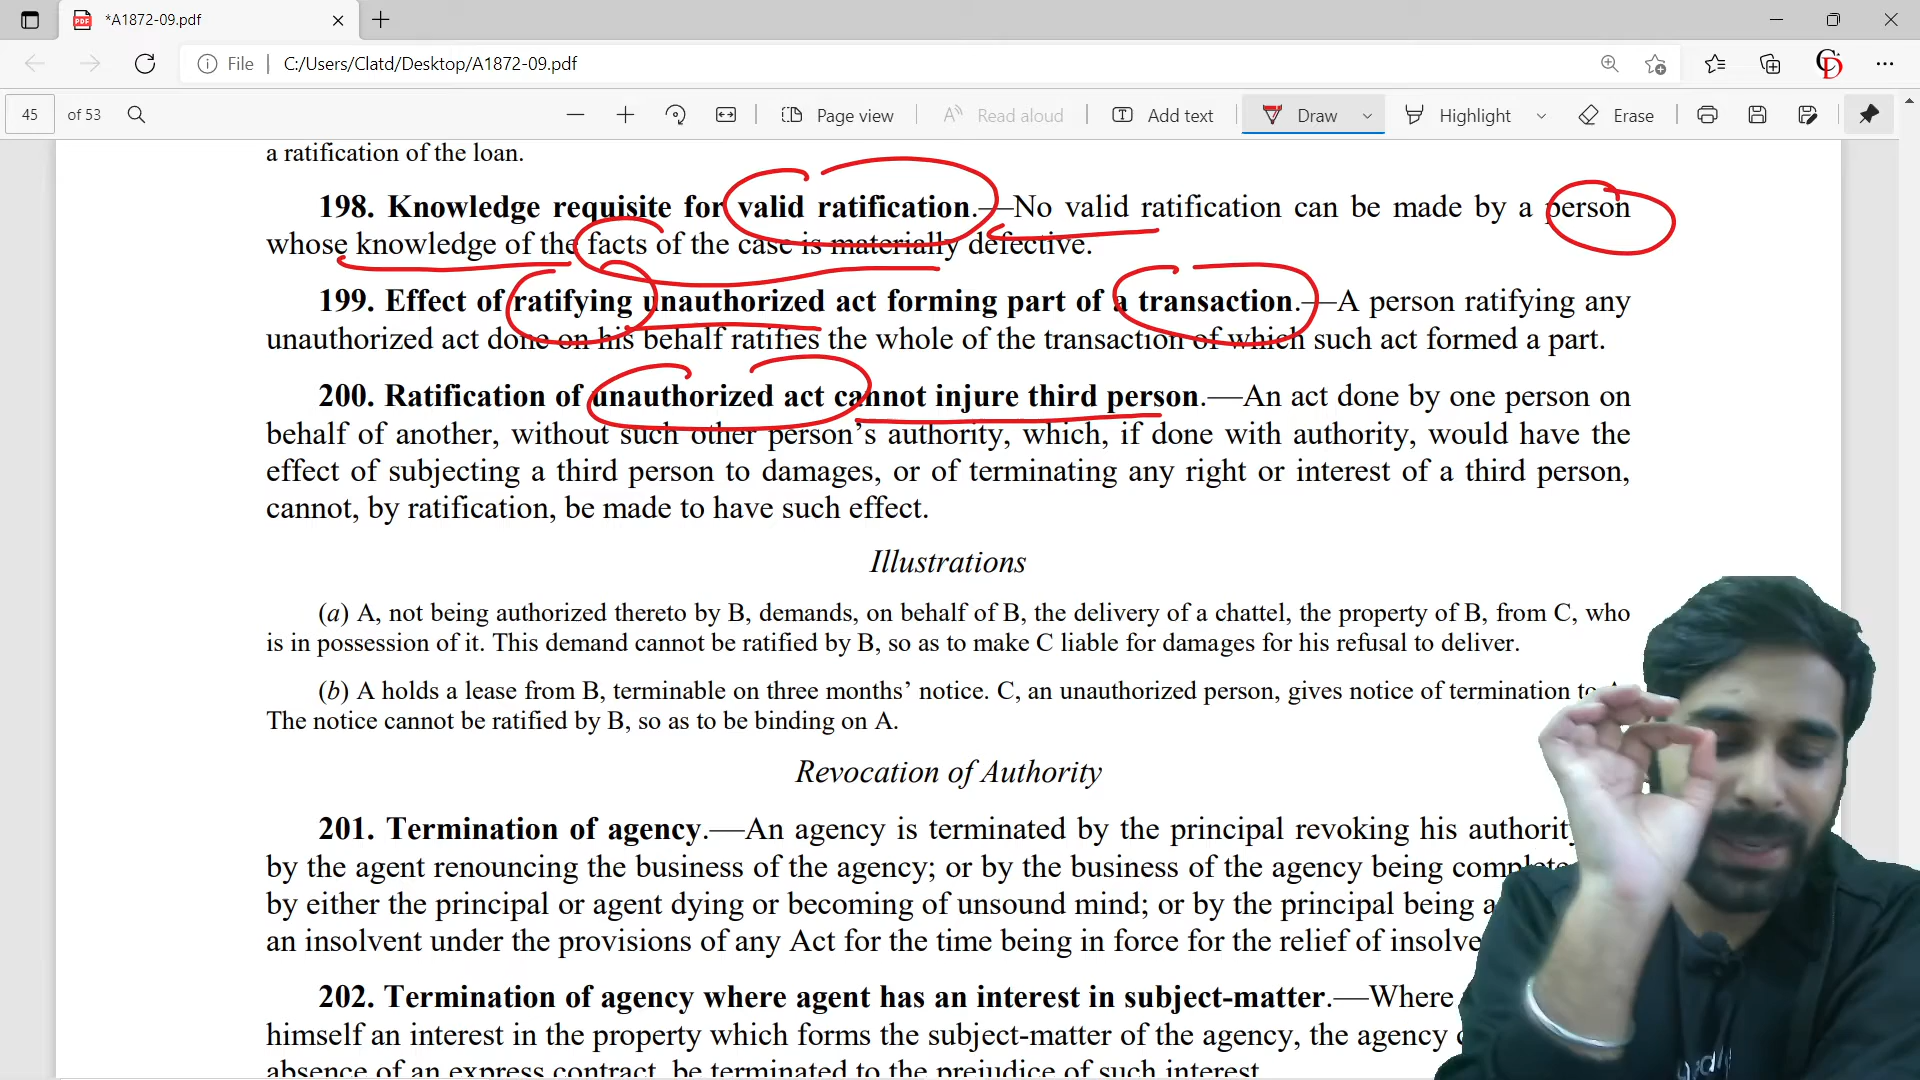 *A1872-09.pdf
File
C:/Users/Clatd/Desktop/A1872-09.pdf
45 of 53
Page view
Read aloud
Add text
Draw
Highlight
Erase
a ratification of the loan.
198. Knowledge requisite for valid ratification.—No valid ratification can be made by a person
whose knowledge of the facts of the case is materially defective.
199. Effect of ratifying unauthorized act forming part of a transaction.—A person ratifying any
unauthorized act done on his behalf ratifies the whole of the transaction of which such act formed a part.
200. Ratification of unauthorized act cannot injure third person.—An act done by one person on
behalf of another, without such other person’s authority, which, if done with authority, would have the
effect of subjecting a third person to damages, or of terminating any right or interest of a third person,
cannot, by ratification, be made to have such effect.
Illustrations
(a) A, not being authorized thereto by B, demands, on behalf of B, the delivery of a chattel, the property of B, from C, who
is in possession of it. This demand cannot be ratified by B, so as to make C liable for damages for his refusal to deliver.
(b) A holds a lease from B, terminable on three months’ notice. C, an unauthorized person, gives notice of termination to
The notice cannot be ratified by B, so as to be binding on A.
Revocation of Authority
201. Termination of agency.—An agency is terminated by the principal revoking his
by the agent renouncing the business of the agency; or by the business of the agency being
by either the principal or agent dying or becoming of unsound mind; or by the principal being
an insolvent under the provisions of any Act for the time being in force for the relief of
202. Termination of agency where agent has an interest in subject-matter.—Where
himself an interest in the property which forms the subject-matter of the agency, the agency
absence of an express contract, be terminated to the prejudice of such interest.